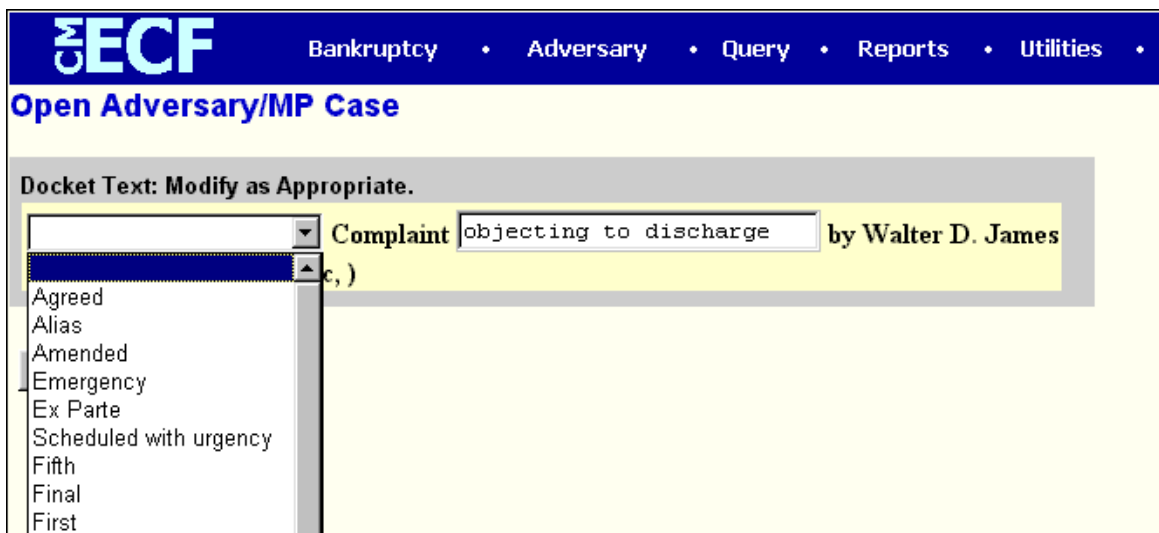 CM ECF Bankruptcy • Adversary • Query • Reports • Utilities •
Open Adversary/MP Case
Docket Text: Modify as Appropriate.
Complaint objecting to discharge by Walter D. James
c, )
Agreed
Alias
Amended
Emergency
Ex Parte
Scheduled with urgency
Fifth
Final
First